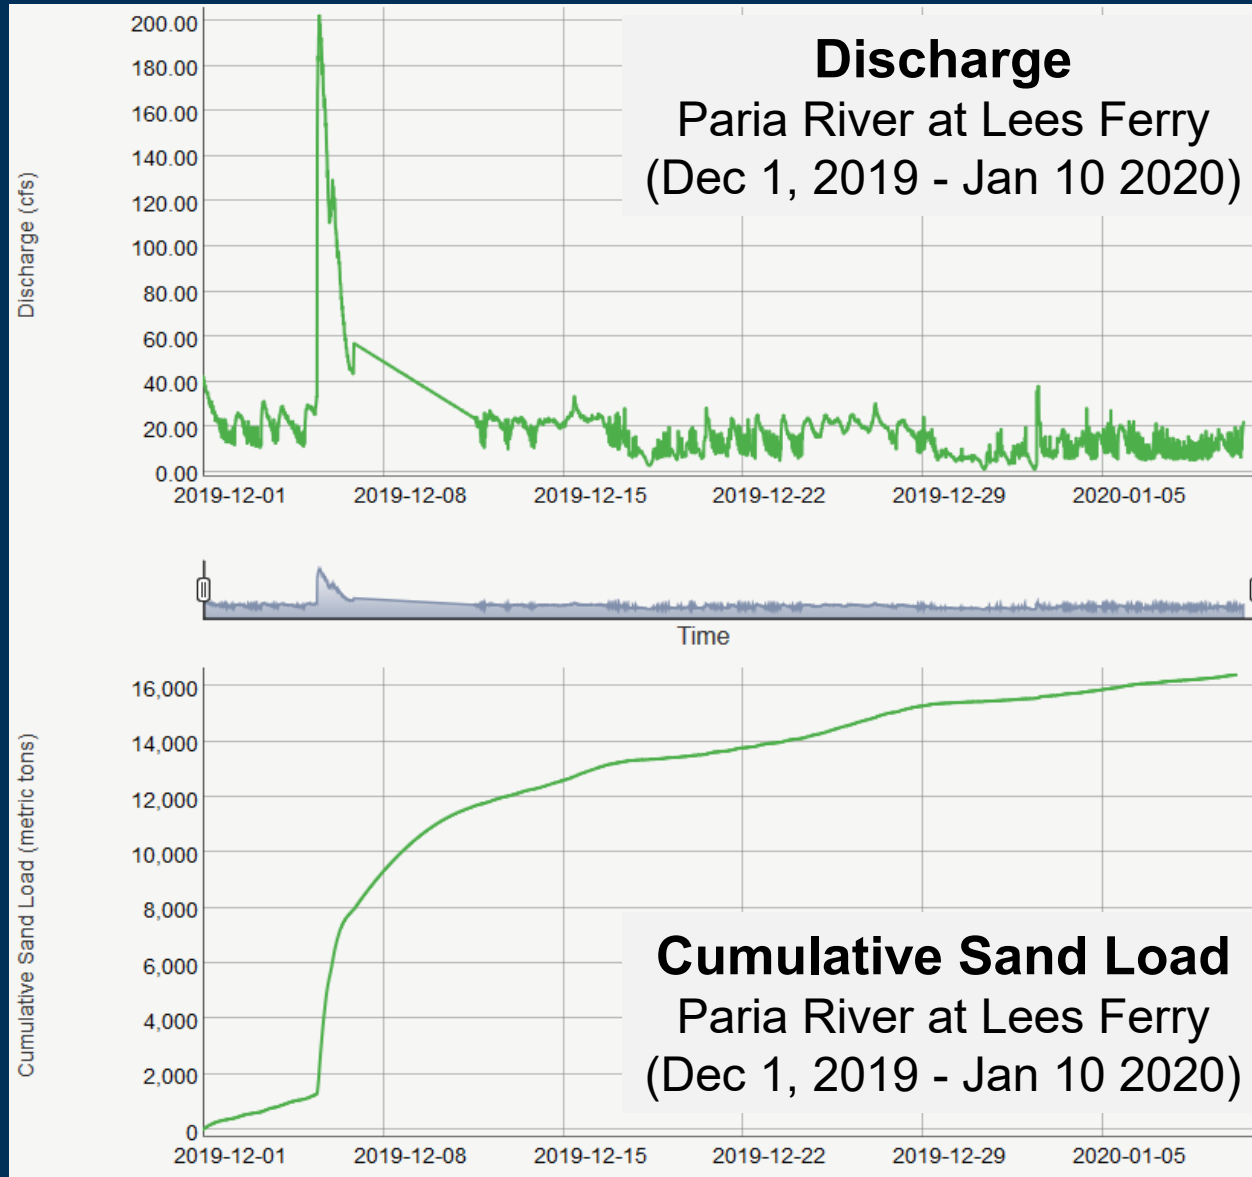 Discharge
Paria River at Lees Ferry
(Dec 1, 2019 - Jan 10 2020)
Discharge (cfs)
200.00
180.00
160.00
140.00
120.00
100.00
80.00
60.00
40.00
20.00
0.00
2019-12-01 2019-12-08 2019-12-15 2019-12-22 2019-12-29 2020-01-05
Time
Cumulative Sand Load (metric tons)
16,000
14,000
12,000
10,000
8,000
6,000
4,000
2,000
0
Cumulative Sand Load
Paria River at Lees Ferry
(Dec 1, 2019 - Jan 10 2020)
2019-12-01 2019-12-08 2019-12-15 2019-12-22 2019-12-29 2020-01-05